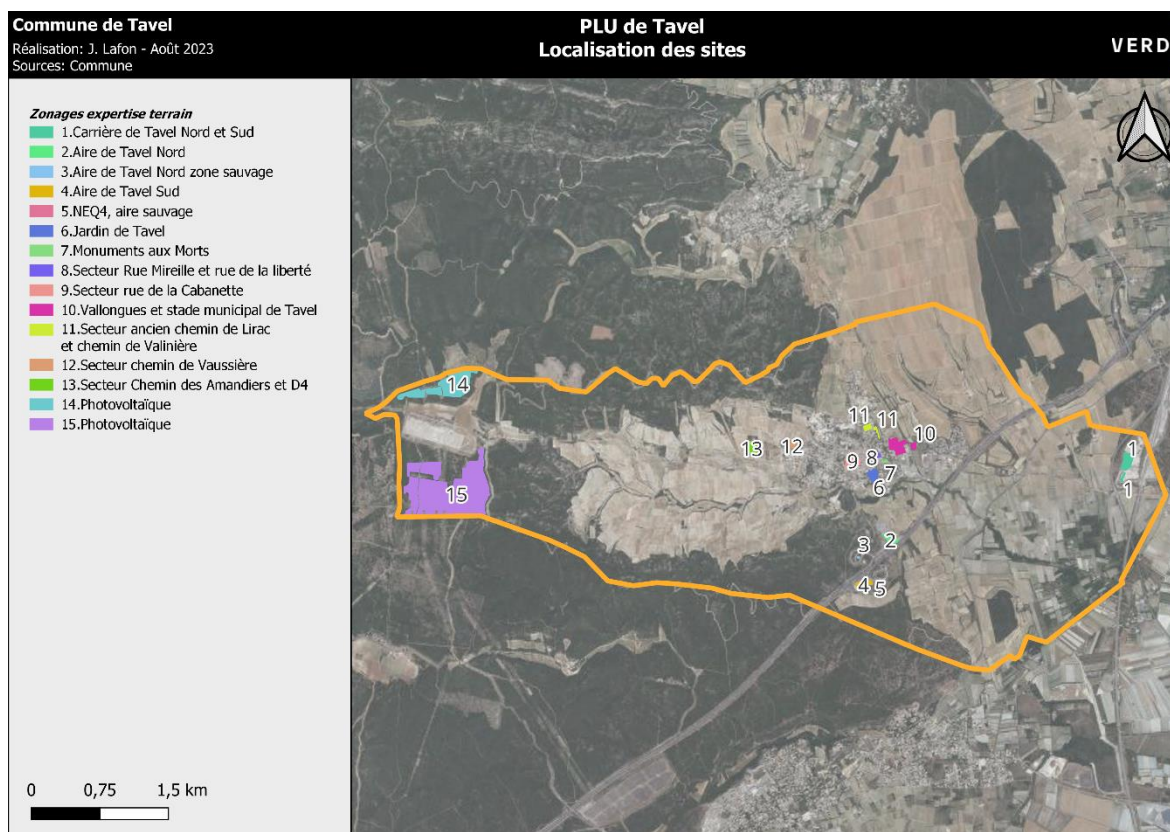 Commune de Tavel
Réalisation: J. Lafon - Août 2023
Sources: Commune
PLU de Tavel
Localisation des sites
VERD
Zonages expertise terrain
1.Carrière de Tavel Nord et Sud
2.Aire de Tavel Nord
3.Aire de Tavel Nord zone sauvage
4.Aire de Tavel Sud
5.NEQ4, aire sauvage
6.Jardin de Tavel
7.Monuments aux Morts
8.Secteur Rue Mireille et rue de la liberté
9.Secteur rue de la Cabanette
10.Vallongues et stade municipal de Tavel
11.Secteur ancien chemin de Lirac
et chemin de Valinière
12.Secteur chemin de Vaussière
13.Secteur Chemin des Amandiers et D4
14.Photovoltaïque
15.Photovoltaïque
0 0,75 1,5 km
14
15
13
12
11
11
10
9
8
7
6
3
2
4
5
1
1